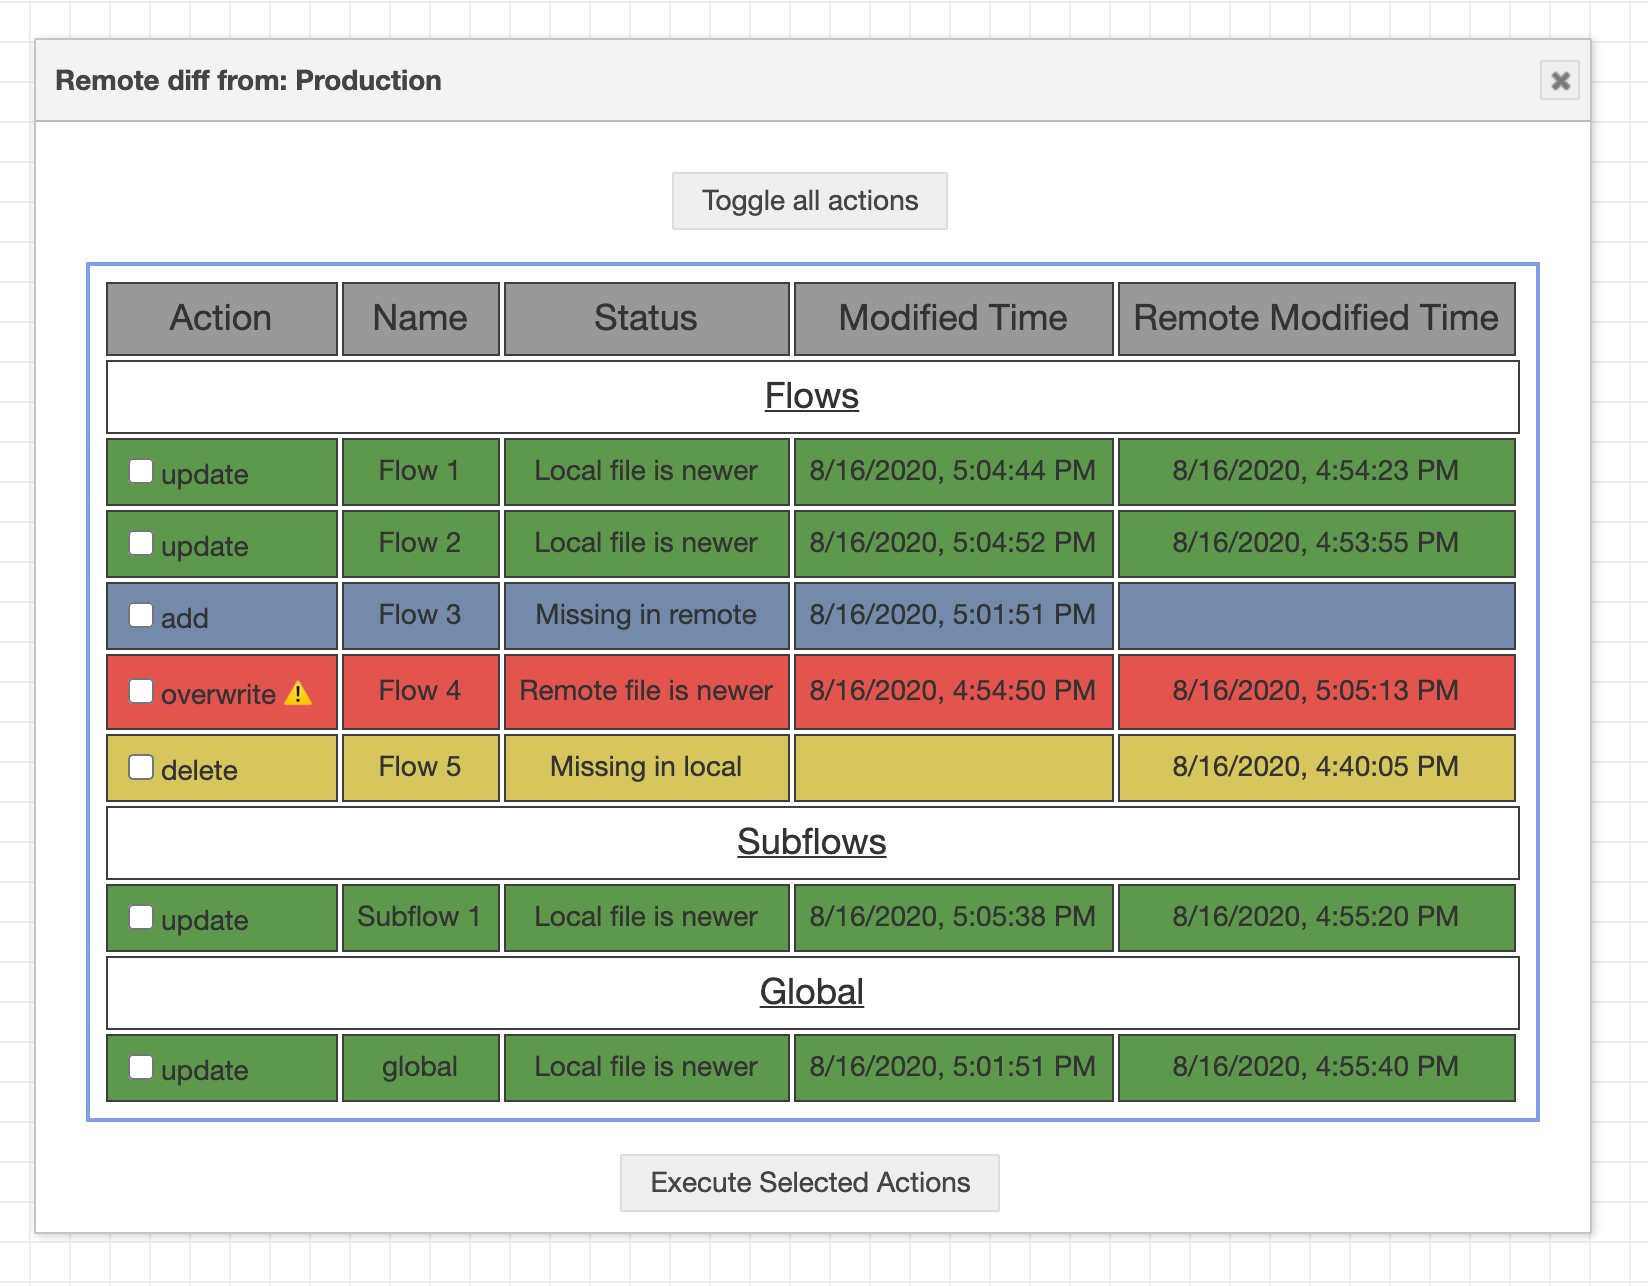 Remote diff from: Production
Toggle all actions
Action Name Status Modified Time Remote Modified Time
Flows
update Flow 1 Local file is newer 8/16/2020, 5:04:44 PM 8/16/2020, 4:54:23 PM
update Flow 2 Local file is newer 8/16/2020, 5:04:52 PM 8/16/2020, 4:53:55 PM
add Flow 3 Missing in remote 8/16/2020, 5:01:51 PM
overwrite Flow 4 Remote file is newer 8/16/2020, 4:54:50 PM 8/16/2020, 5:05:13 PM
delete Flow 5 Missing in local 8/16/2020, 4:40:05 PM
Subflows
update Subflow 1 Local file is newer 8/16/2020, 5:05:38 PM 8/16/2020, 4:55:20 PM
Global
update global Local file is newer 8/16/2020, 5:01:51 PM 8/16/2020, 4:55:40 PM
Execute Selected Actions